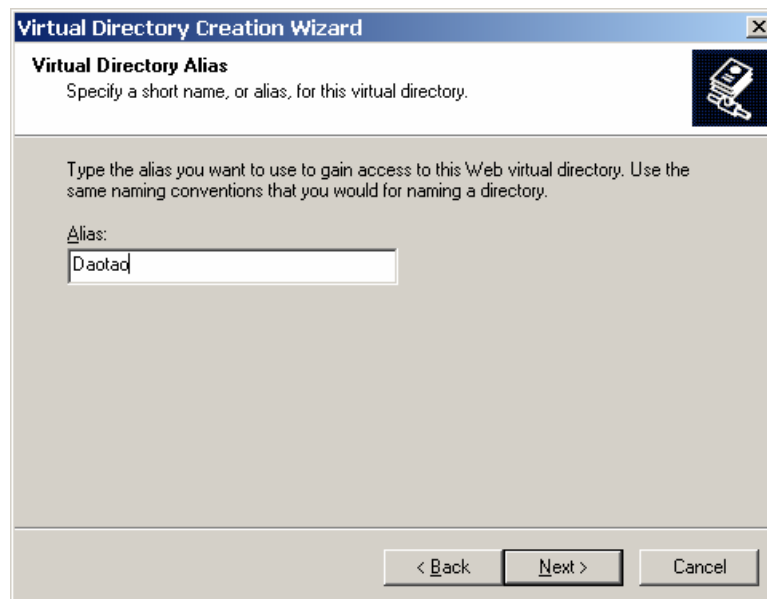 Virtual Directory Creation Wizard
Virtual Directory Alias
Specify a short name, or alias, for this virtual directory.
Type the alias you want to use to gain access to this Web virtual directory. Use the
same naming conventions that you would for naming a directory.
Alias:
Daotao
< Back Next > Cancel